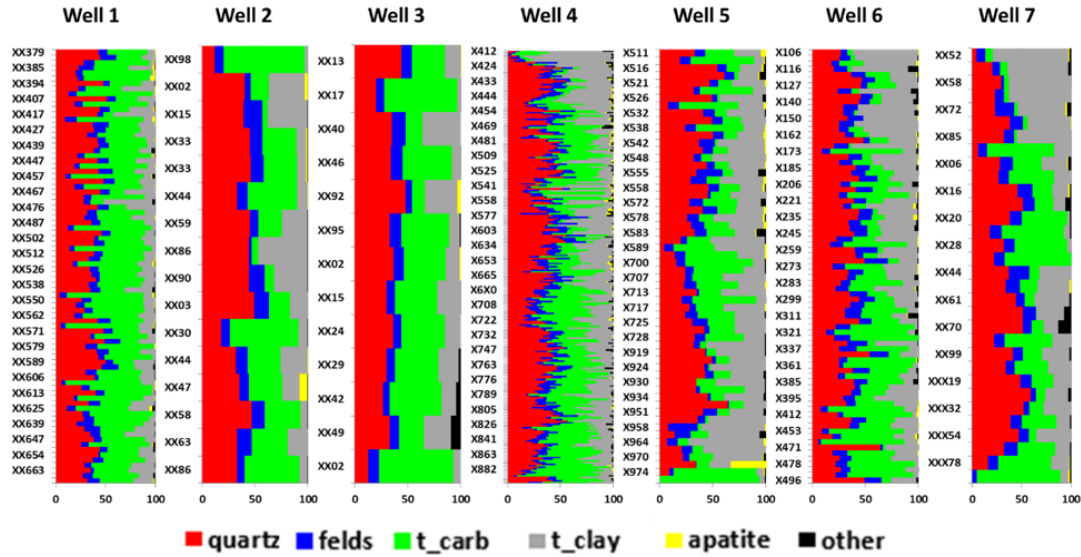 Well 1 Well 2 Well 3 Well 4 Well 5 Well 6 Well 7
XX379
XX385
XX394
XX407
XX417
XX427
XX439
XX447
XX457
XX467
XX476
XX487
XX502
XX512
XX526
XX538
XX550
XX562
XX571
XX579
XX589
XX606
XX613
XX625
XX639
XX647
XX654
XX663
0 50 100
XX98
XX02
XX15
XX33
XX33
XX44
XX59
XX86
XX90
XX03
XX30
XX44
XX47
XX58
XX63
XX86
0 50 100
XX13
XX17
XX40
XX46
XX92
XX95
XX02
XX15
XX24
XX29
XX42
XX49
XX02
0 50 100
X412
X424
X433
X444
X454
X469
X481
X509
X525
X541
X558
X577
X603
X634
X653
X665
X6X0
X708
X722
X732
X747
X763
X776
X789
X805
X826
X841
X863
X882
0 50 100
X511
X516
X521
X526
X532
X538
X542
X548
X555
X558
X572
X578
X583
X589
X700
X707
X713
X717
X725
X728
X919
X924
X930
X934
X951
X958
X964
X970
X974
0 50 100
X106
X116
X127
X140
X150
X162
X173
X185
X206
X221
X235
X245
X259
X273
X283
X299
X311
X321
X337
X361
X385
X395
X412
X453
X471
X478
X496
0 50 100
XX52
XX58
XX72
XX85
XX06
XX16
XX20
XX28
XX44
XX61
XX70
XX99
XXX19
XXX32
XXX54
XXX78
0 50 100
quartz felds t_carb t_clay apatite other